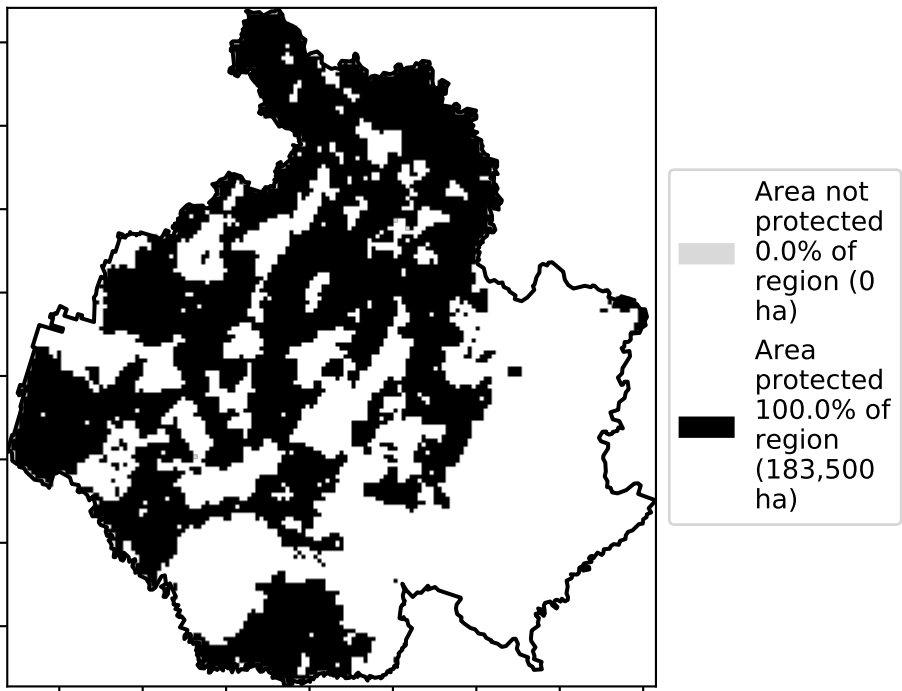 Area not
protected
0.0% of
region (0
ha)
Area
protected
100.0% of
region
(183,500
ha)